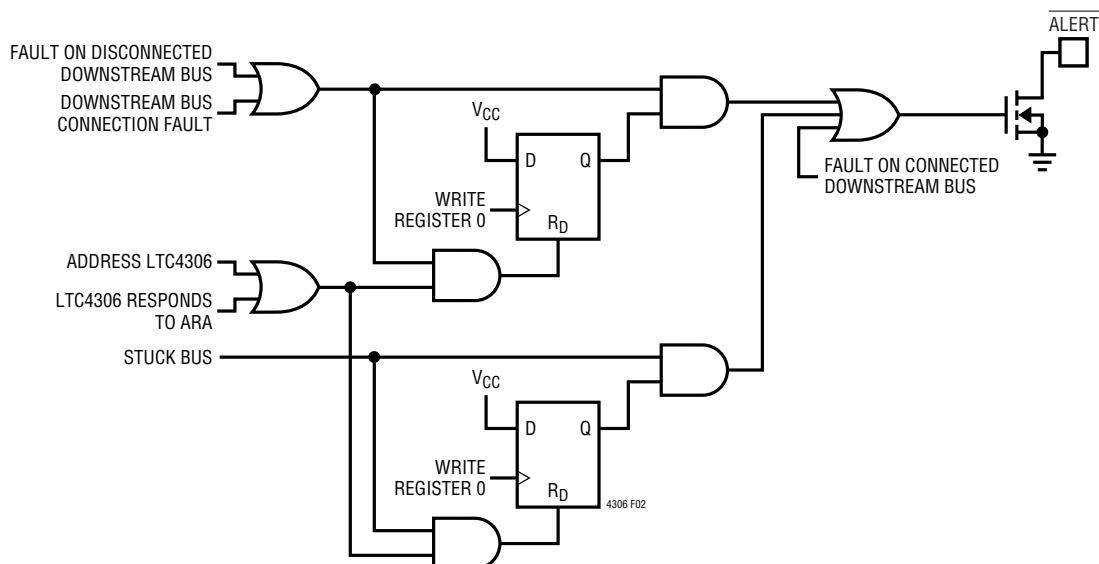 ALERT
FAULT ON DISCONNECTED
DOWNSTREAM BUS
DOWNSTREAM BUS
CONNECTION FAULT
VCC
D
Q
WRITE
REGISTER 0
RD
FAULT ON CONNECTED
DOWNSTREAM BUS
ADDRESS LTC4306
LTC4306 RESPONDS
TO ARA
STUCK BUS
VCC
D
Q
WRITE
REGISTER 0
RD
4306 F02